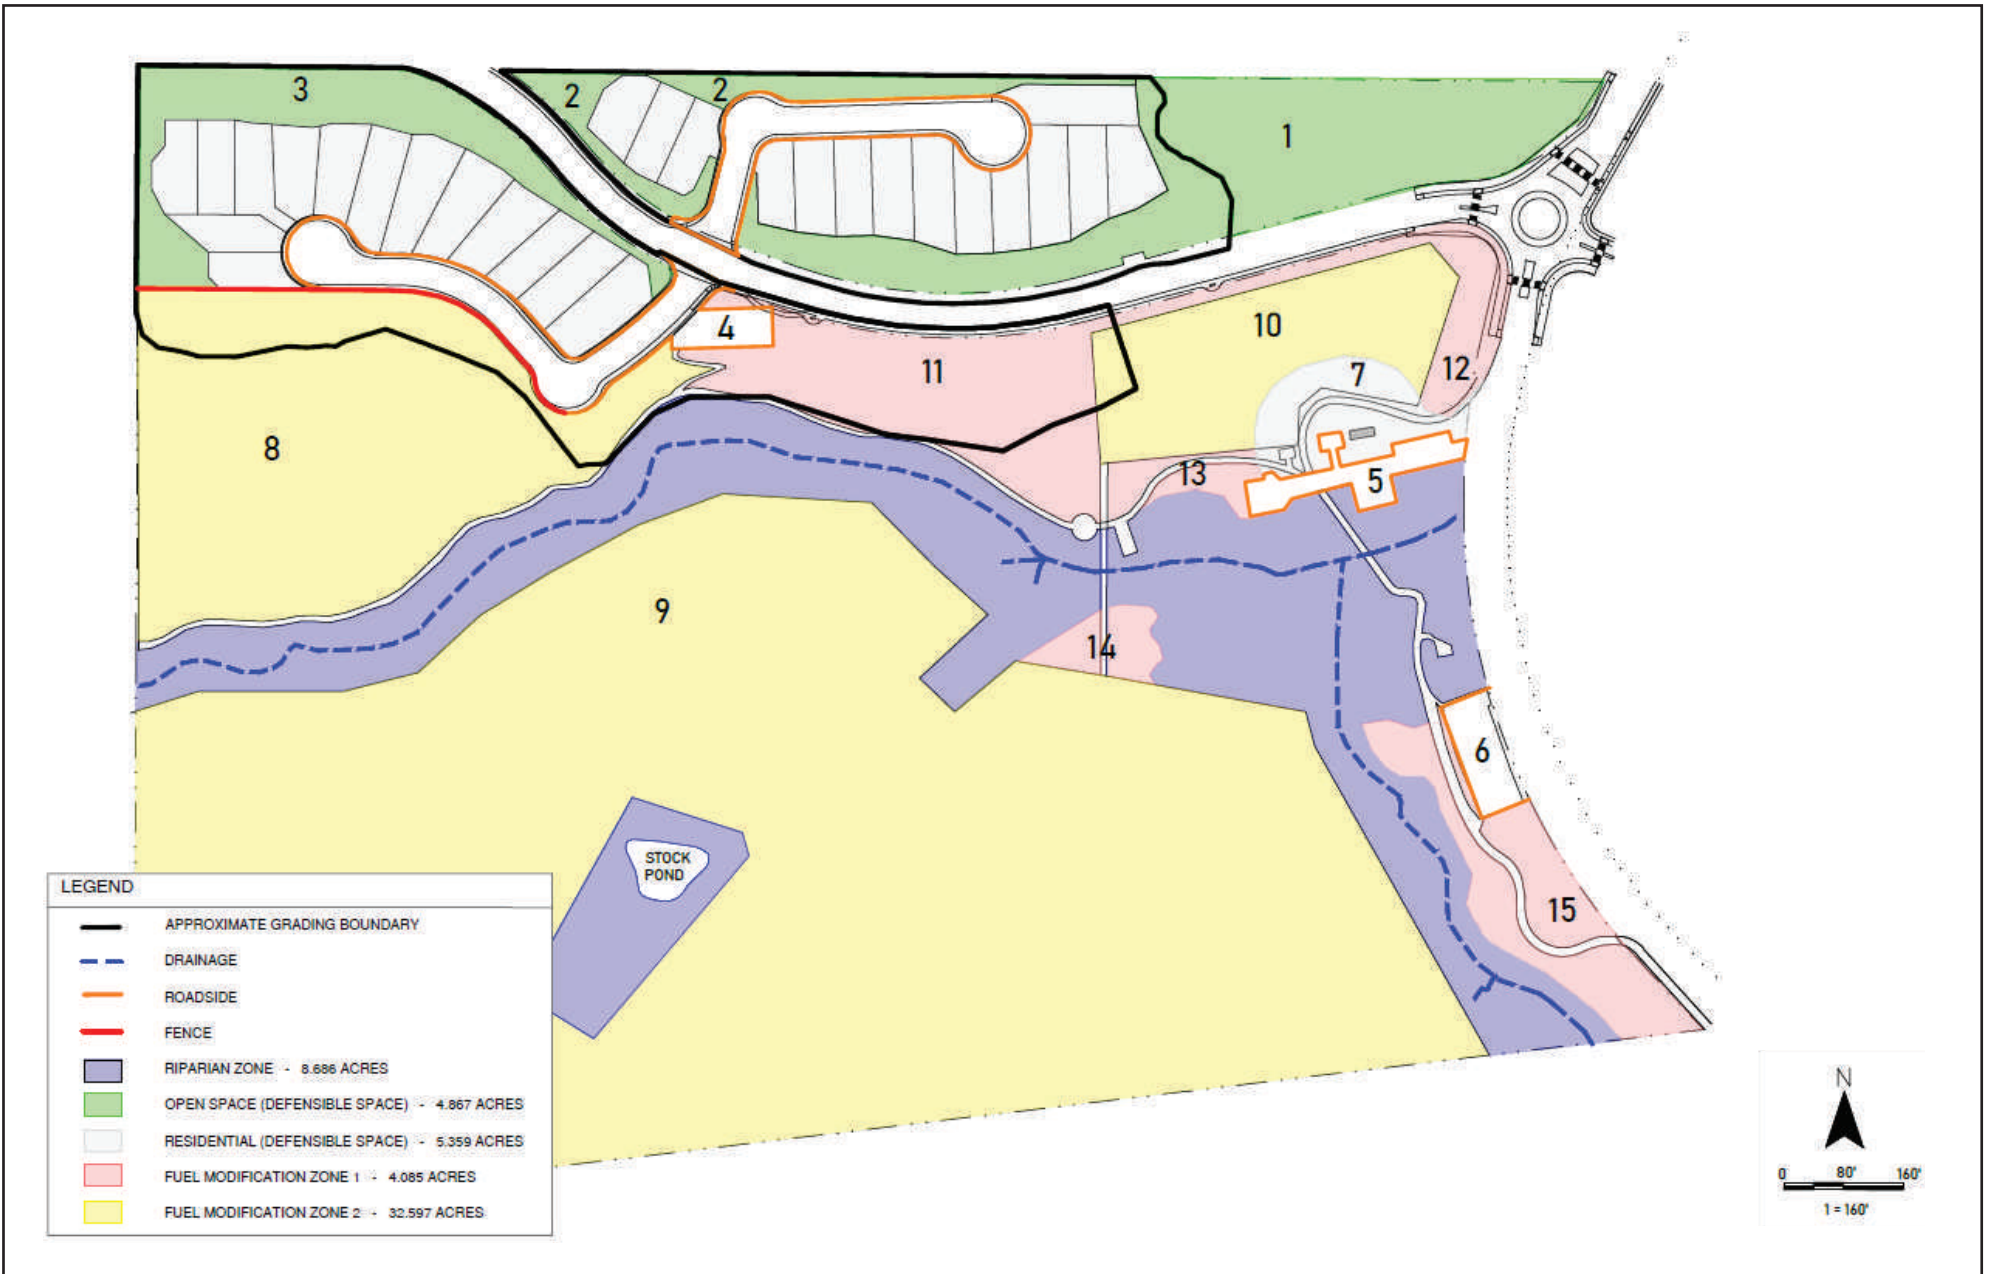 3
2
2
1
4
11
10
7
12
8
13
5
9
14
6
15
STOCK
POND
LEGEND
APPROXIMATE GRADING BOUNDARY
DRAINAGE
ROADSIDE
FENCE
RIPARIAN ZONE - 8.686 ACRES
OPEN SPACE (DEFENSIBLE SPACE) - 4.867 ACRES
RESIDENTIAL (DEFENSIBLE SPACE) - 5.359 ACRES
FUEL MODIFICATION ZONE 1 - 4.085 ACRES
FUEL MODIFICATION ZONE 2 - 32.597 ACRES
N
0 80' 160'
1 = 160'